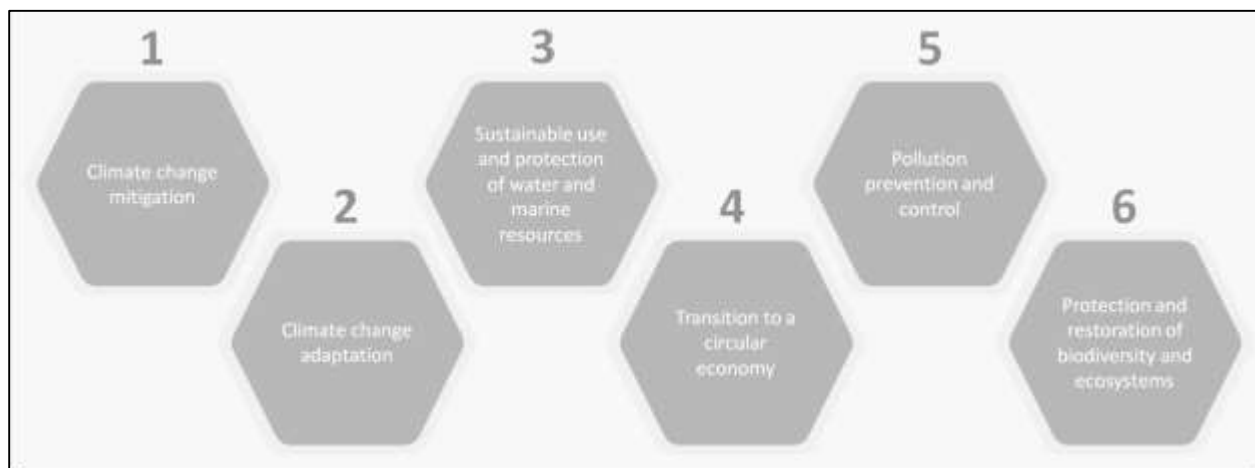 1
Climate change
mitigation
2
Climate change
adaptation
3
Sustainable use
and protection
of water and
marine
resources
4
Transition to a
circular
economy
5
Pollution
prevention and
control
6
Protection and
restoration of
biodiversity and
ecosystems